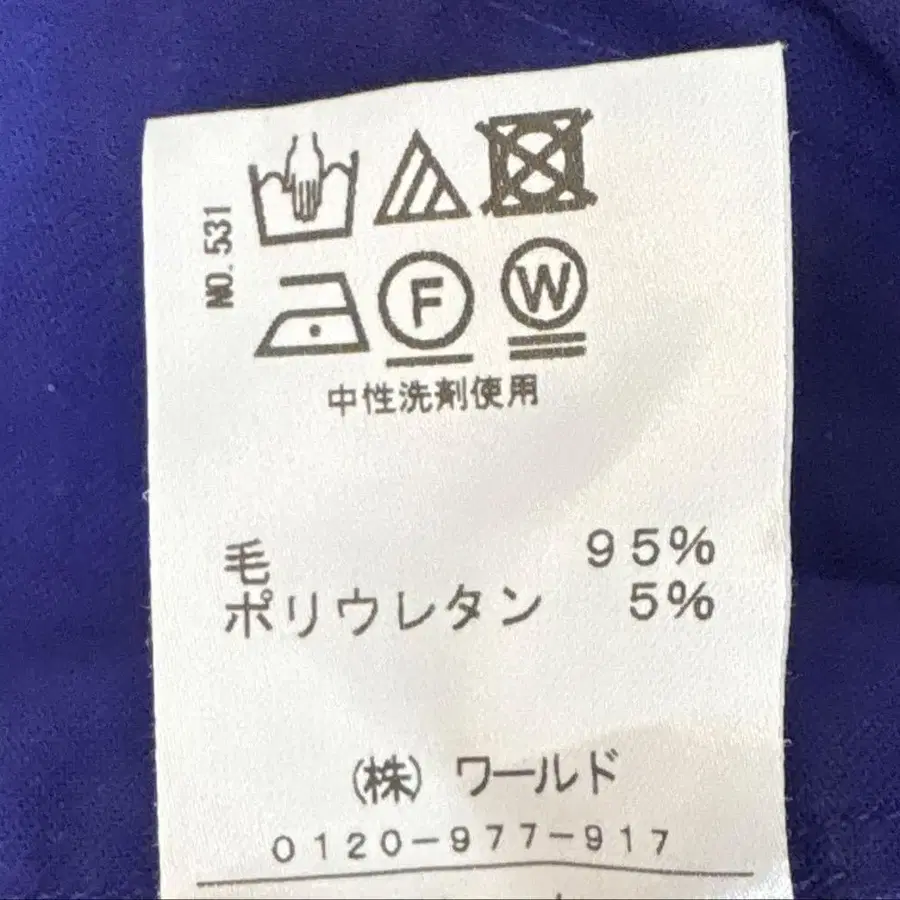 NO. 531
F W
中性洗剤使用
毛 95%
ポリウレタン 5%
(株) ワールド
0120-977-917